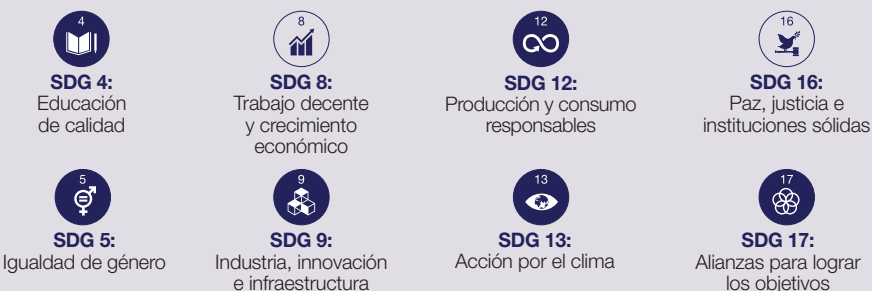 4
SDG 4:
Educación
de calidad
8
SDG 8:
Trabajo decente
y crecimiento
económico
12
SDG 12:
Producción y consumo
responsables
16
SDG 16:
Paz, justicia e
instituciones sólidas
5
SDG 5:
Igualdad de género
9
SDG 9:
Industria, innovación
e infraestructura
13
SDG 13:
Acción por el clima
17
SDG 17:
Alianzas para lograr
los objetivos